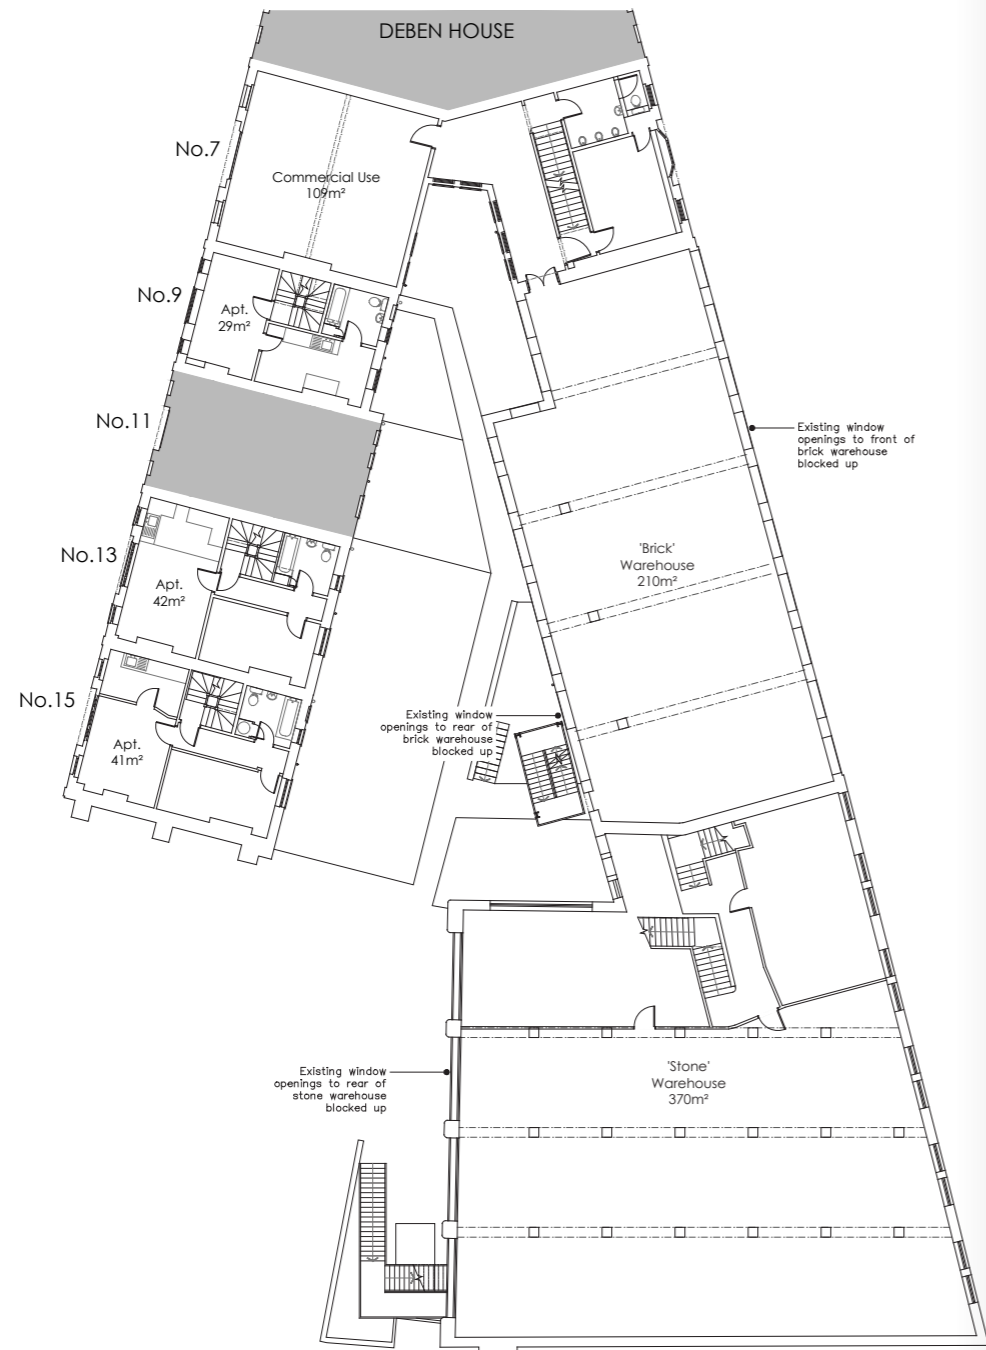 DEBEN HOUSE
No.7
Commercial Use
109m²
No.9
Apt.
29m²
No.11
Existing window
openings to front of
brick warehouse
blocked up
No.13
Apt.
42m²
'Brick'
Warehouse
210m²
No.15
Apt.
41m²
Existing window
openings to rear of
brick warehouse
blocked up
Existing window
openings to rear of
stone warehouse
blocked up
'Stone'
Warehouse
370m²